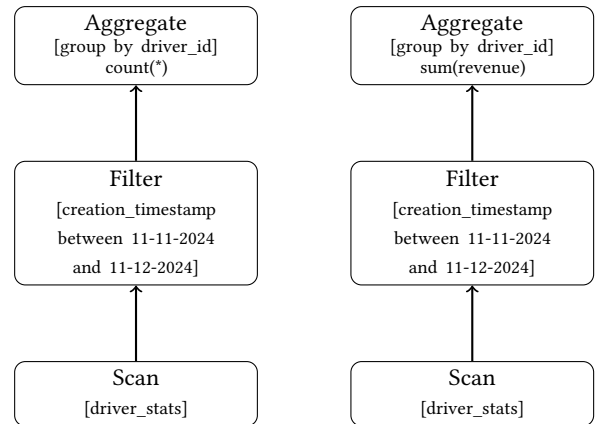 Aggregate
[group by driver_id]
count(*)
Filter
[creation_timestamp
between 11-11-2024
and 11-12-2024]
Scan
[driver_stats]
Aggregate
[group by driver_id]
sum(revenue)
Filter
[creation_timestamp
between 11-11-2024
and 11-12-2024]
Scan
[driver_stats]